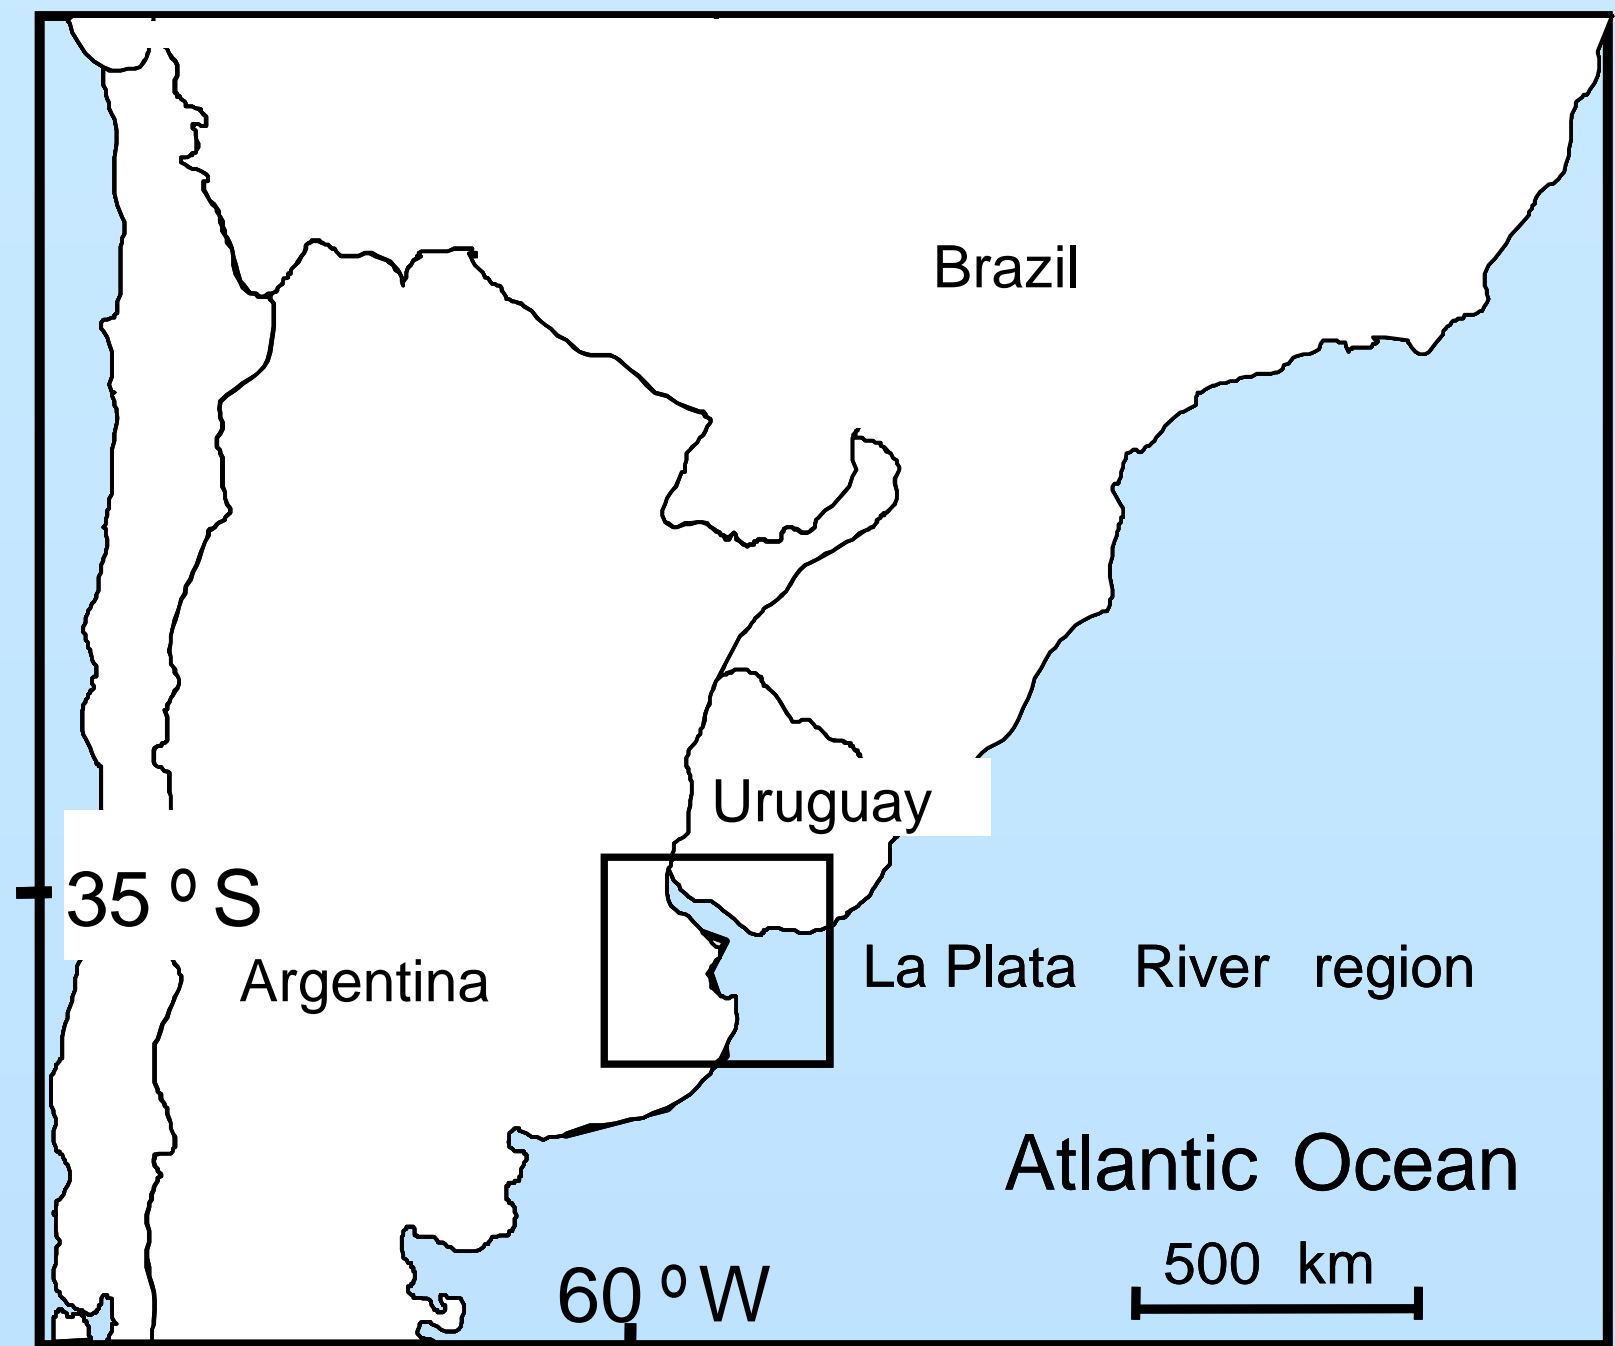 Brazil
Uruguay
35 º S
Argentina
La Plata River region
Atlantic Ocean
500 km
60 º W